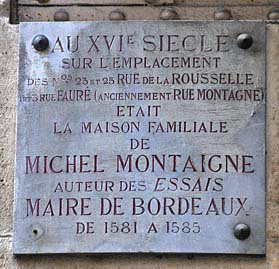 AU XVIE SIECLE
SUR L'EMPLACEMENT
DES NOS 23 ET 25 RUE DE LA ROUSSELLE
ET 3 RUE FAURÉ (ANCIENNEMENT RUE MONTAGNE)
ETAIT
LA MAISON FAMILIALE
DE
MICHEL MONTAIGNE
AUTEUR DES ESSAIS
MAIRE DE BORDEAUX
DE 1581 A 1585